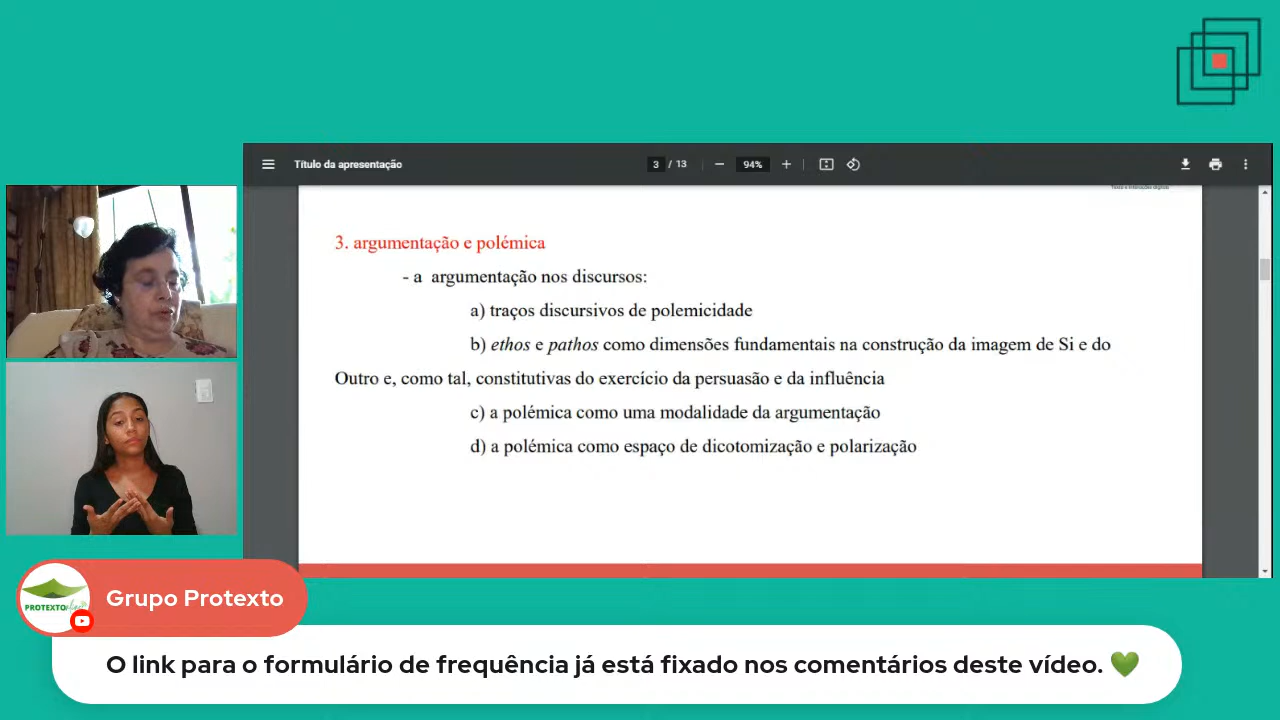 Título da apresentação
3 / 13
94%
Texto e interações digitais
3. argumentação e polémica
- a argumentação nos discursos:
a) traços discursivos de polemicidade
b) ethos e pathos como dimensões fundamentais na construção da imagem de Si e do
Outro e, como tal, constitutivas do exercício da persuasão e da influência
c) a polémica como uma modalidade da argumentação
d) a polémica como espaço de dicotomização e polarização
PROTEXTO
Grupo Protexto
O link para o formulário de frequência já está fixado nos comentários deste vídeo. 💚